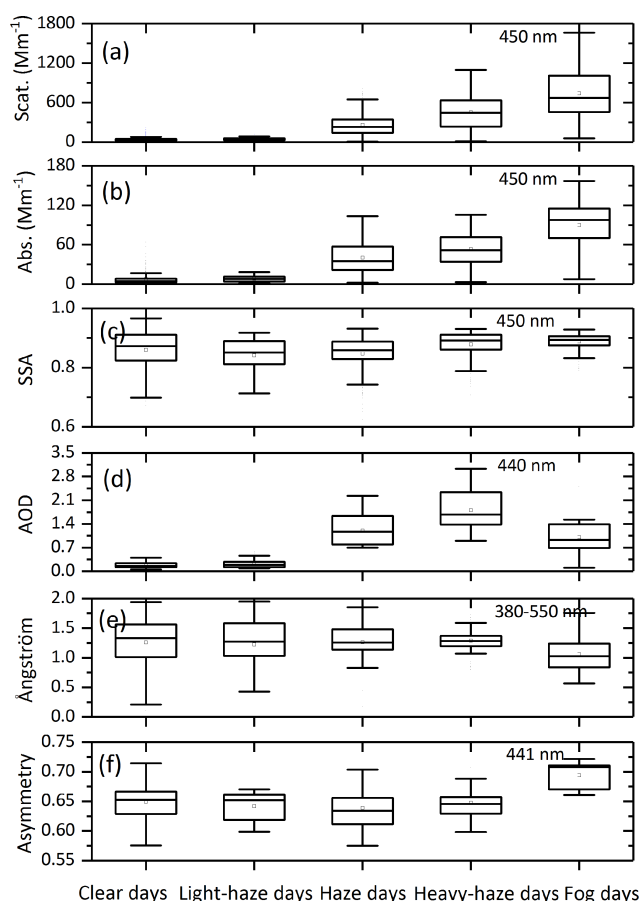 1800
1200
600
0
Scat. (Mm-1)
(a)
450 nm
180
120
60
0
Abs. (Mm-1)
(b)
450 nm
1.0
0.8
0.6
SSA
(c)
450 nm
3.5
2.8
2.1
1.4
0.7
0.0
AOD
(d)
440 nm
2.0
1.5
1.0
0.5
0.0
Ångström
(e)
380-550 nm
0.75
0.70
0.65
0.60
0.55
Asymmetry
(f)
441 nm
Clear days Light-haze days Haze days Heavy-haze days Fog days